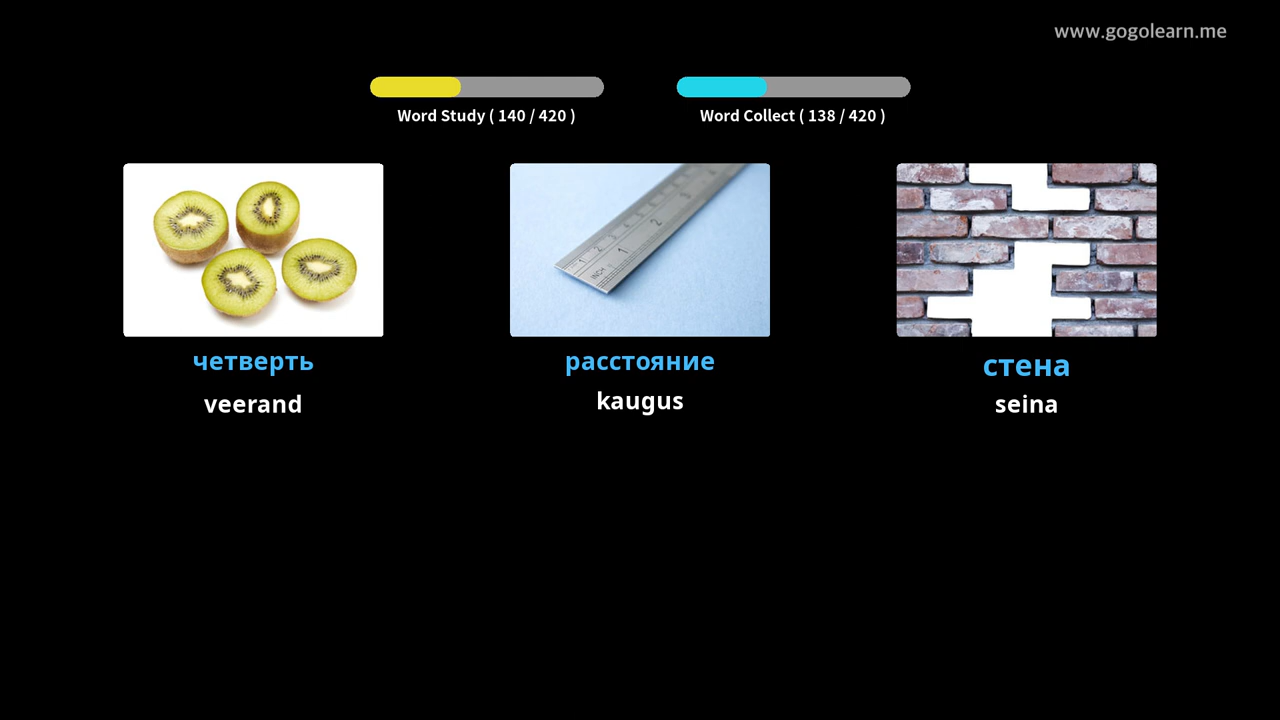 www.gogolearn.me
Word Study ( 140 / 420 )
Word Collect ( 138 / 420 )
четверть
veerand
расстояние
kaugus
стена
seina